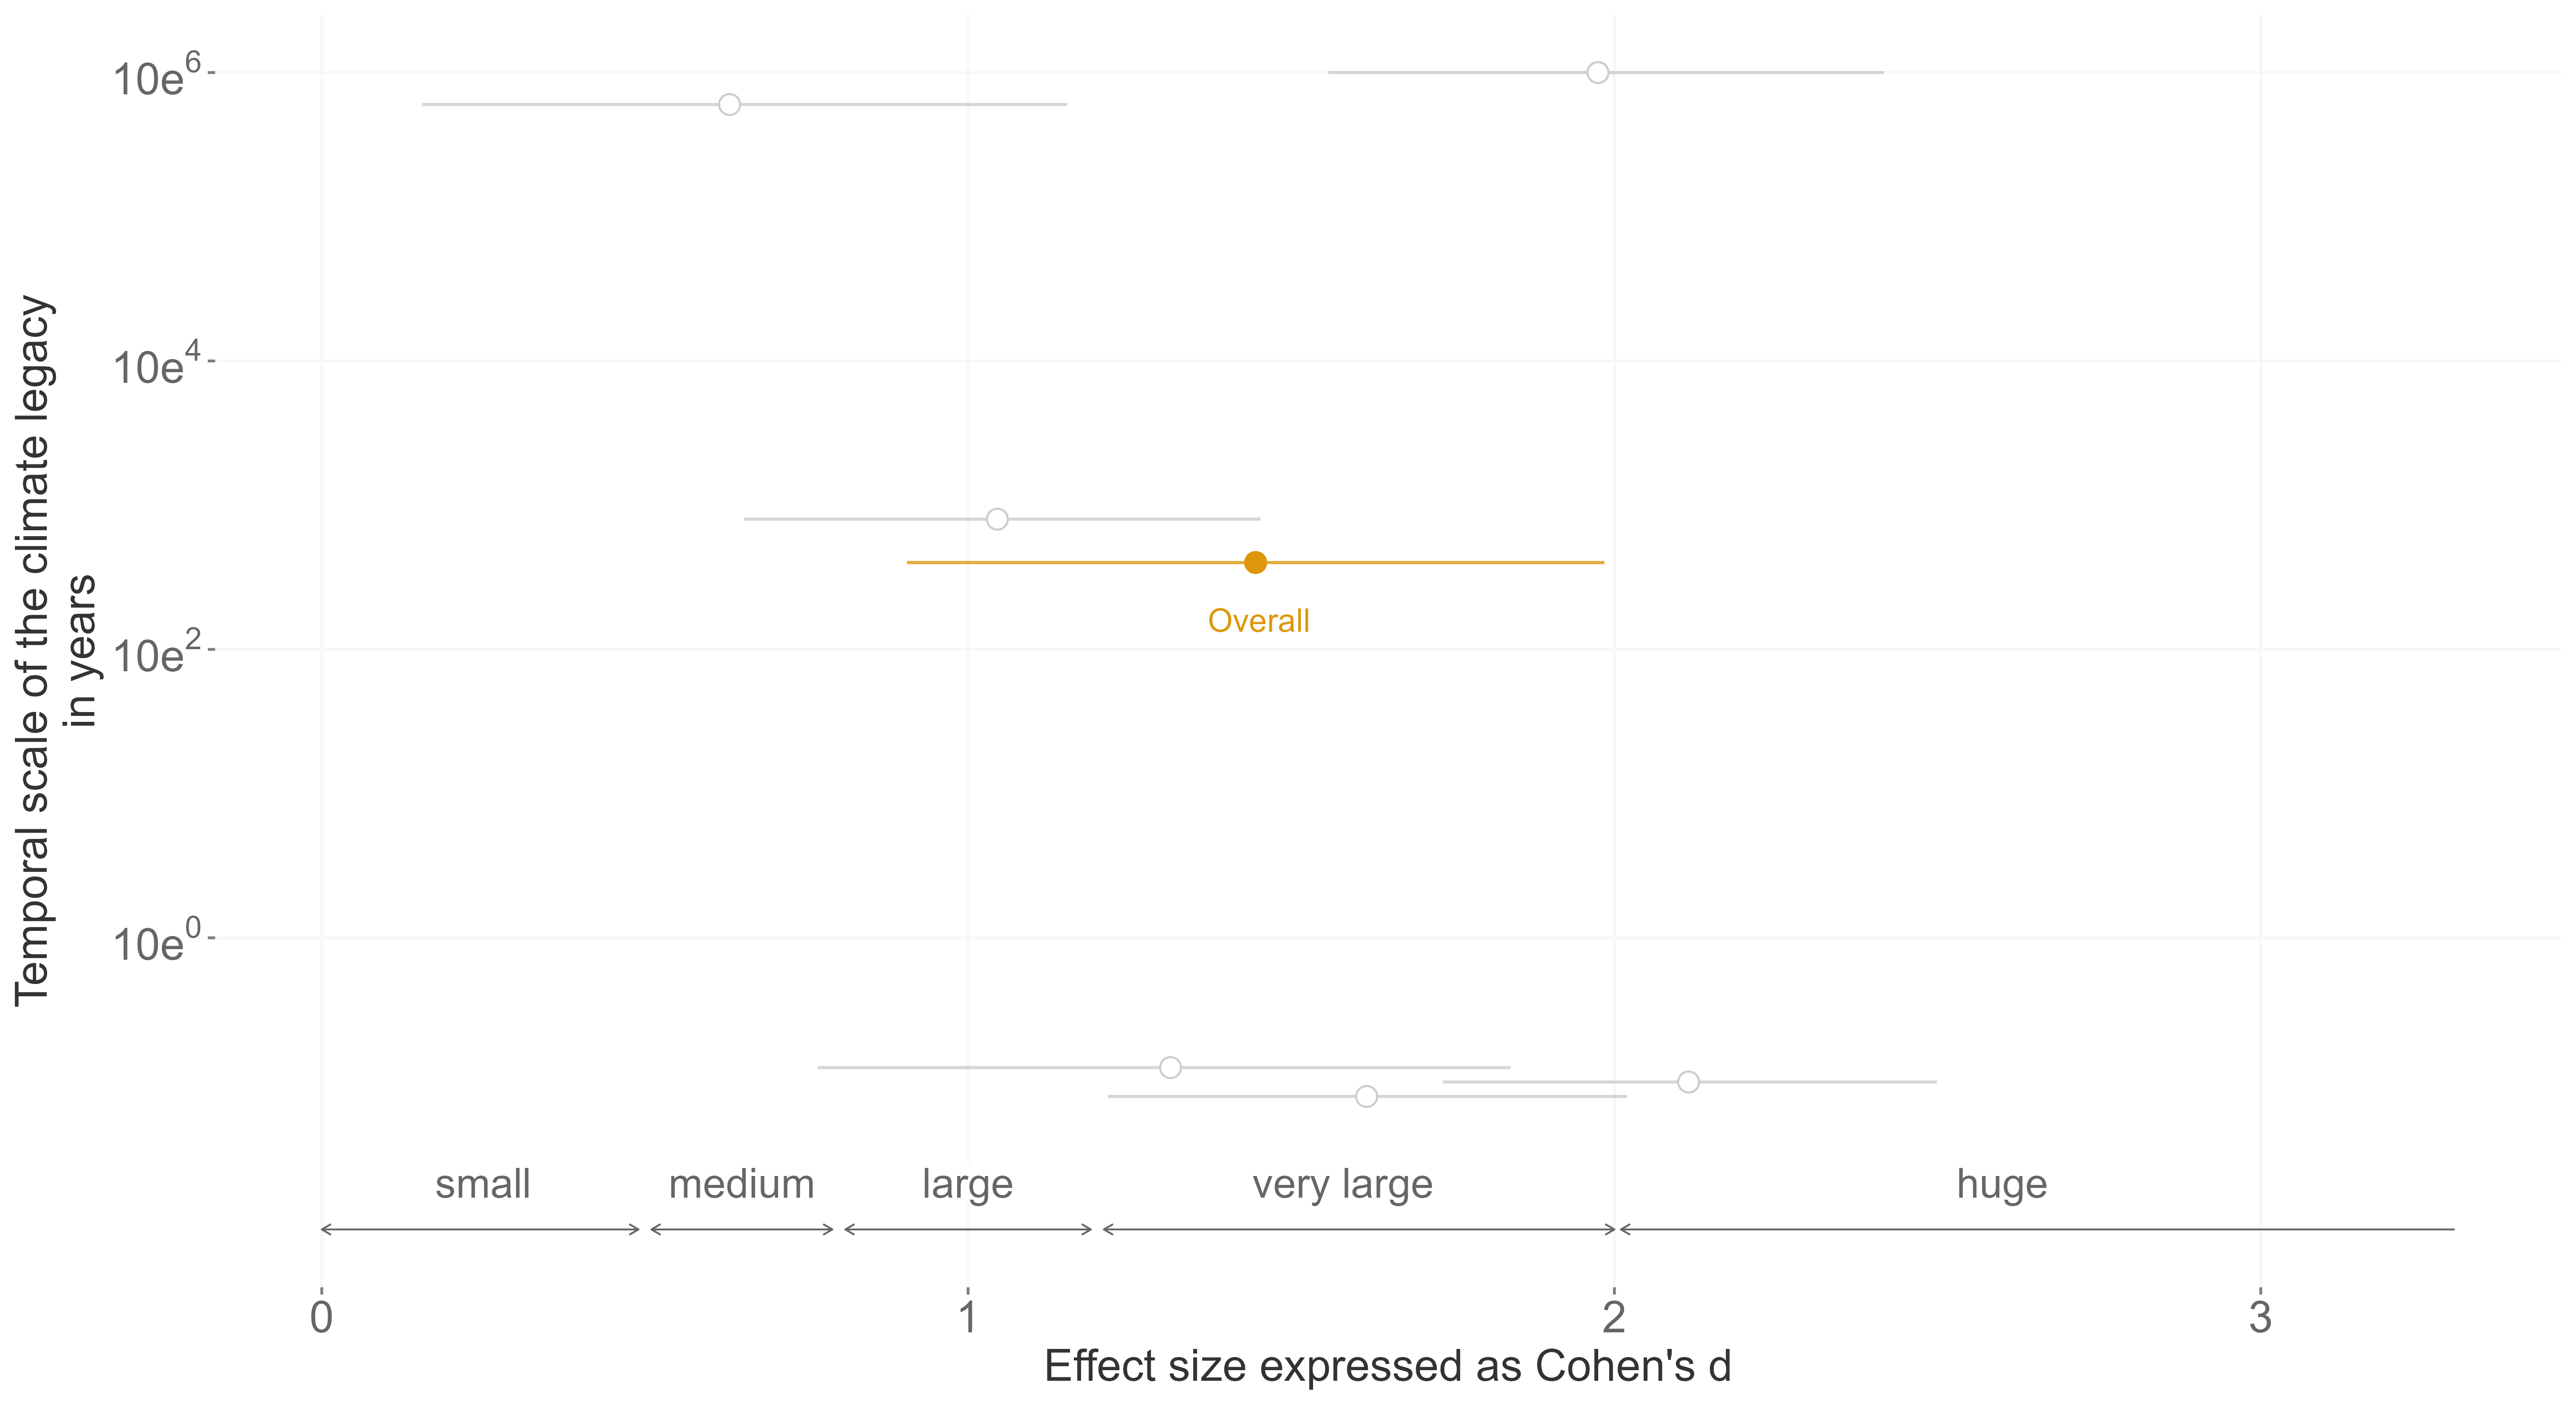 Temporal scale of the climate legacy
in years
10e⁶
10e⁴
10e²
10e⁰
Overall
small
medium
large
very large
huge
0
1
2
3
Effect size expressed as Cohen's d